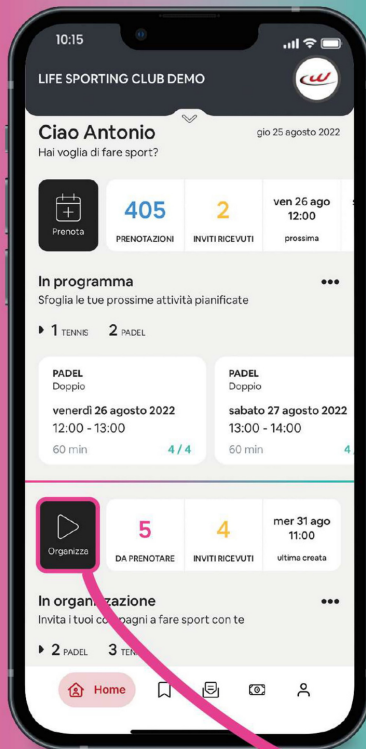 10:15
LIFE SPORTING CLUB DEMO
Ciao Antonio
gio 25 agosto 2022
Hai voglia di fare sport?
Prenota
405
PRENOTAZIONI
2
INVITI RICEVUTI
ven 26 ago
12:00
prossima
In programma
Sfoglia le tue prossime attività pianificate
1 TENNIS 2 PADEL
PADEL
Doppio
venerdì 26 agosto 2022
12:00 - 13:00
60 min 4 / 4
PADEL
Doppio
sabato 27 agosto 2022
13:00 - 14:00
60 min 4
Organizza
5
DA PRENOTARE
4
INVITI RICEVUTI
mer 31 ago
11:00
ultima creata
In organizzazione
Invita i tuoi compagni a fare sport con te
2 PADEL 3
Home